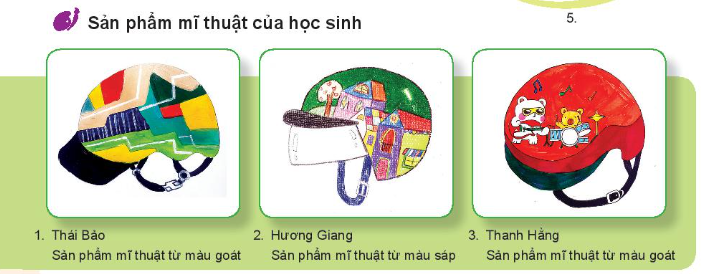 5.
Sản phẩm mĩ thuật của học sinh
1. Thái Bảo
Sản phẩm mĩ thuật từ màu goát
2. Hương Giang
Sản phẩm mĩ thuật từ màu sáp
3. Thanh Hằng
Sản phẩm mĩ thuật từ màu goát